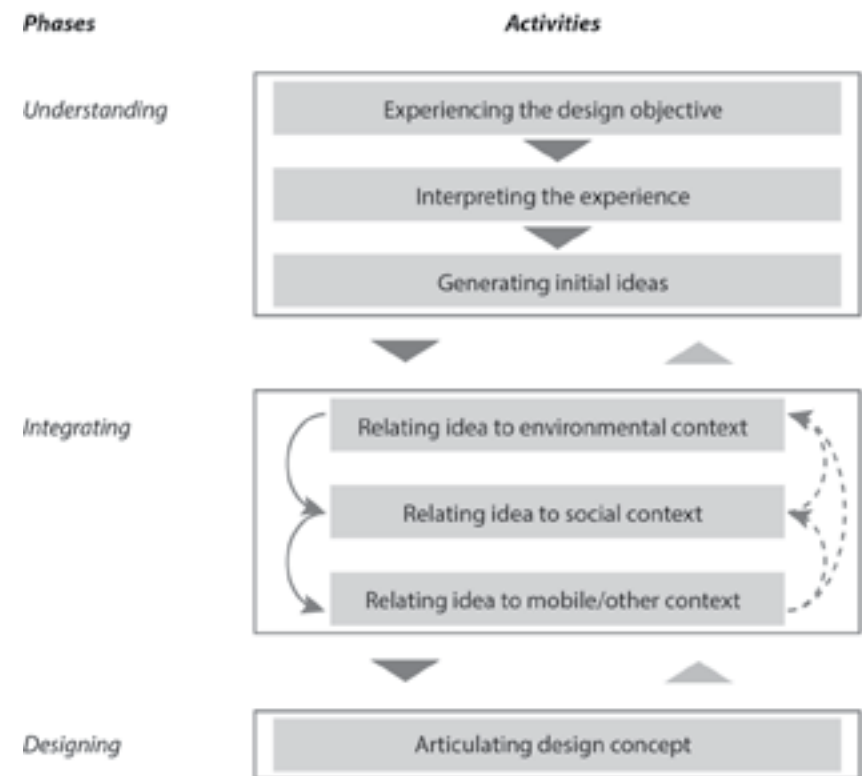 Phases Activities
Understanding
Experiencing the design objective
Interpreting the experience
Generating initial ideas
Integrating
Relating idea to environmental context
Relating idea to social context
Relating idea to mobile/other context
Designing
Articulating design concept